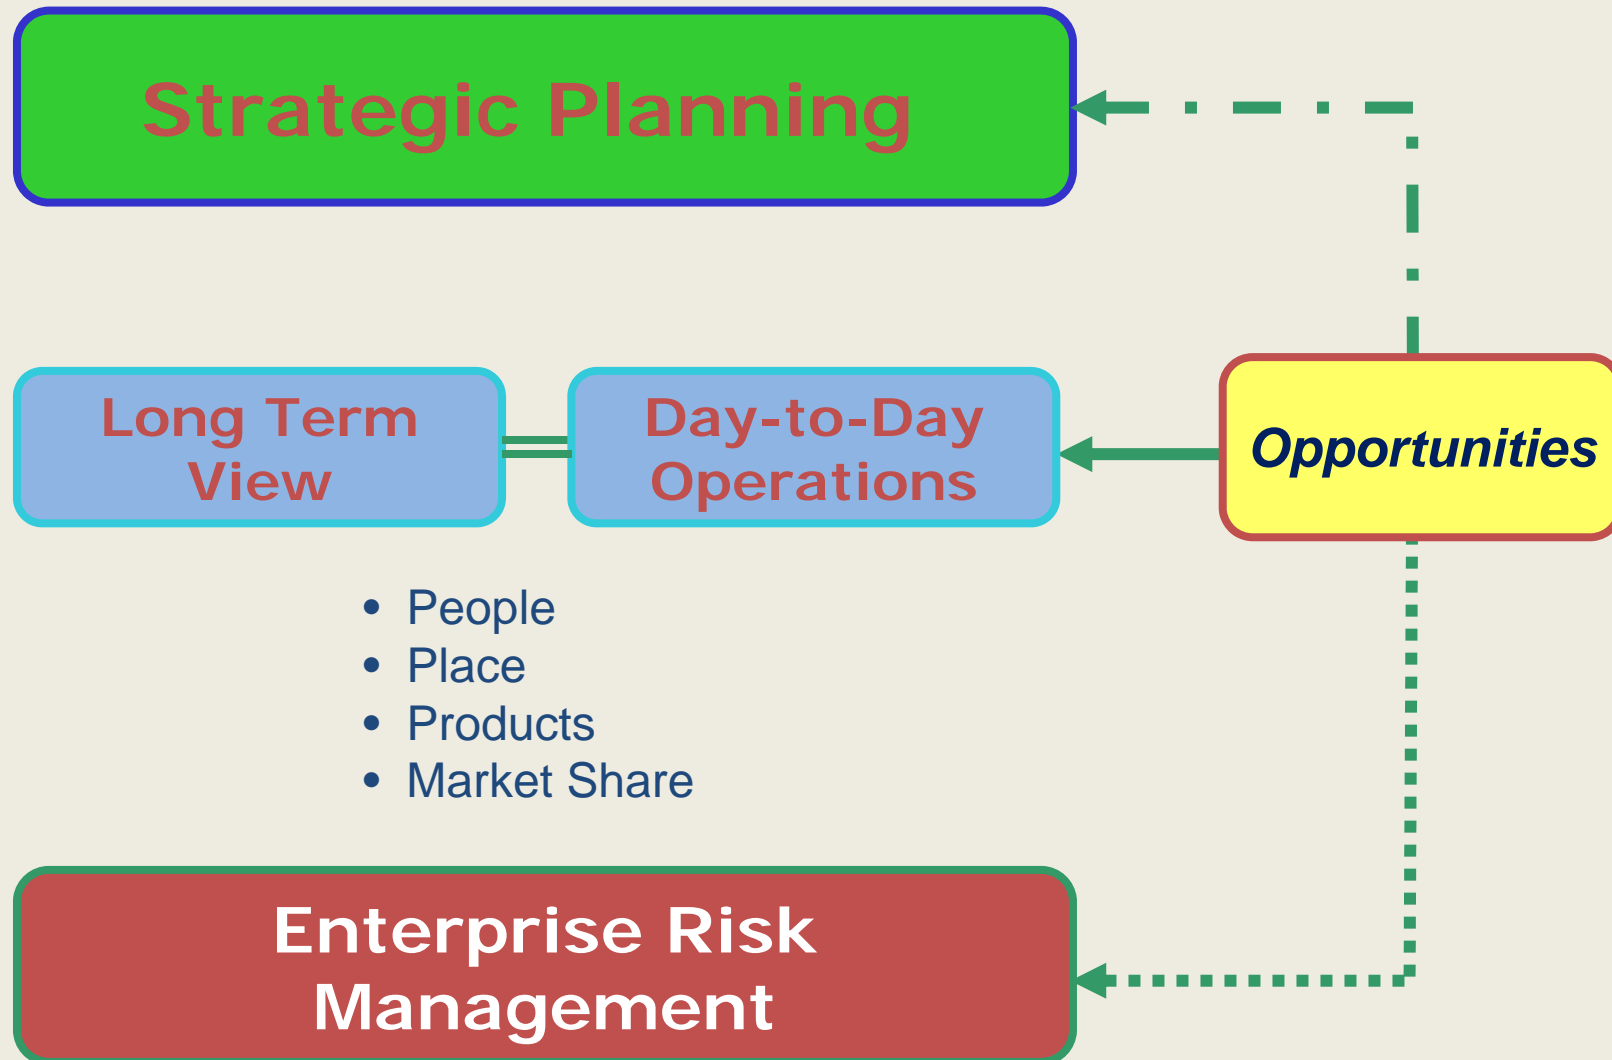 Strategic Planning
Long Term
View
Day-to-Day
Operations
Opportunities
• People
• Place
• Products
• Market Share
Enterprise Risk
Management